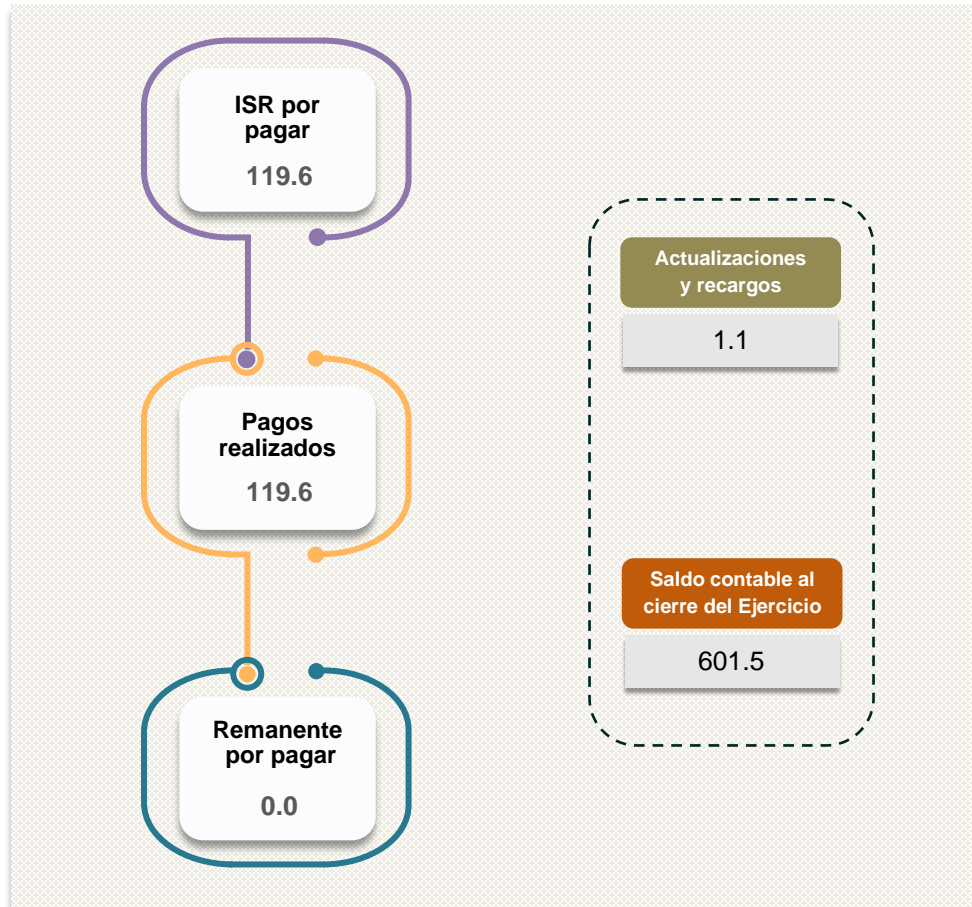 ISR por
pagar
119.6
Pagos
realizados
119.6
Remanente
por pagar
0.0
Actualizaciones
y recargos
1.1
Saldo contable al
cierre del Ejercicio
601.5